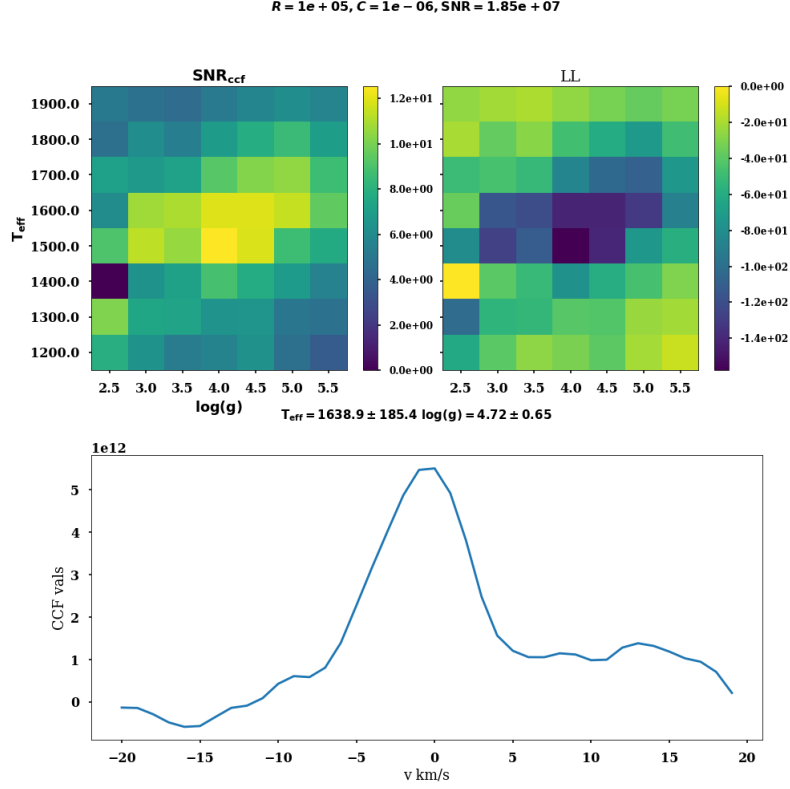 R = 1e + 05, C = 1e − 06, SNR = 1.85e + 07
SNRccf
LL
1900.0
1800.0
1700.0
1600.0
1500.0
1400.0
1300.0
1200.0
Teff
2.5 3.0 3.5 4.0 4.5 5.0 5.5
log(g)
1.2e+01
1.0e+01
8.0e+00
6.0e+00
4.0e+00
2.0e+00
0.0e+00
2.5 3.0 3.5 4.0 4.5 5.0 5.5
0.0e+00
-2.0e+01
-4.0e+01
-6.0e+01
-8.0e+01
-1.0e+02
-1.2e+02
-1.4e+02
Teff = 1638.9 ± 185.4 log(g) = 4.72 ± 0.65
1e12
5
4
3
2
1
0
CCF vals
−20 −15 −10 −5 0 5 10 15 20
v km/s